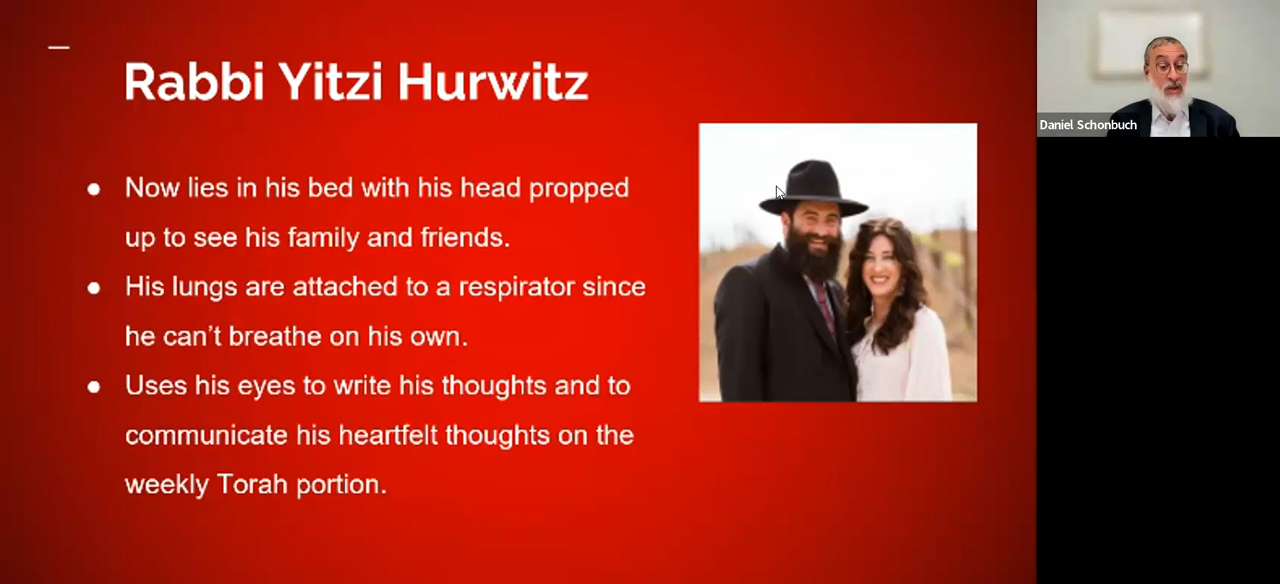 Rabbi Yitzi Hurwitz
● Now lies in his bed with his head propped
up to see his family and friends.
● His lungs are attached to a respirator since
he can’t breathe on his own.
● Uses his eyes to write his thoughts and to
communicate his heartfelt thoughts on the
weekly Torah portion.
Daniel Schonbuch